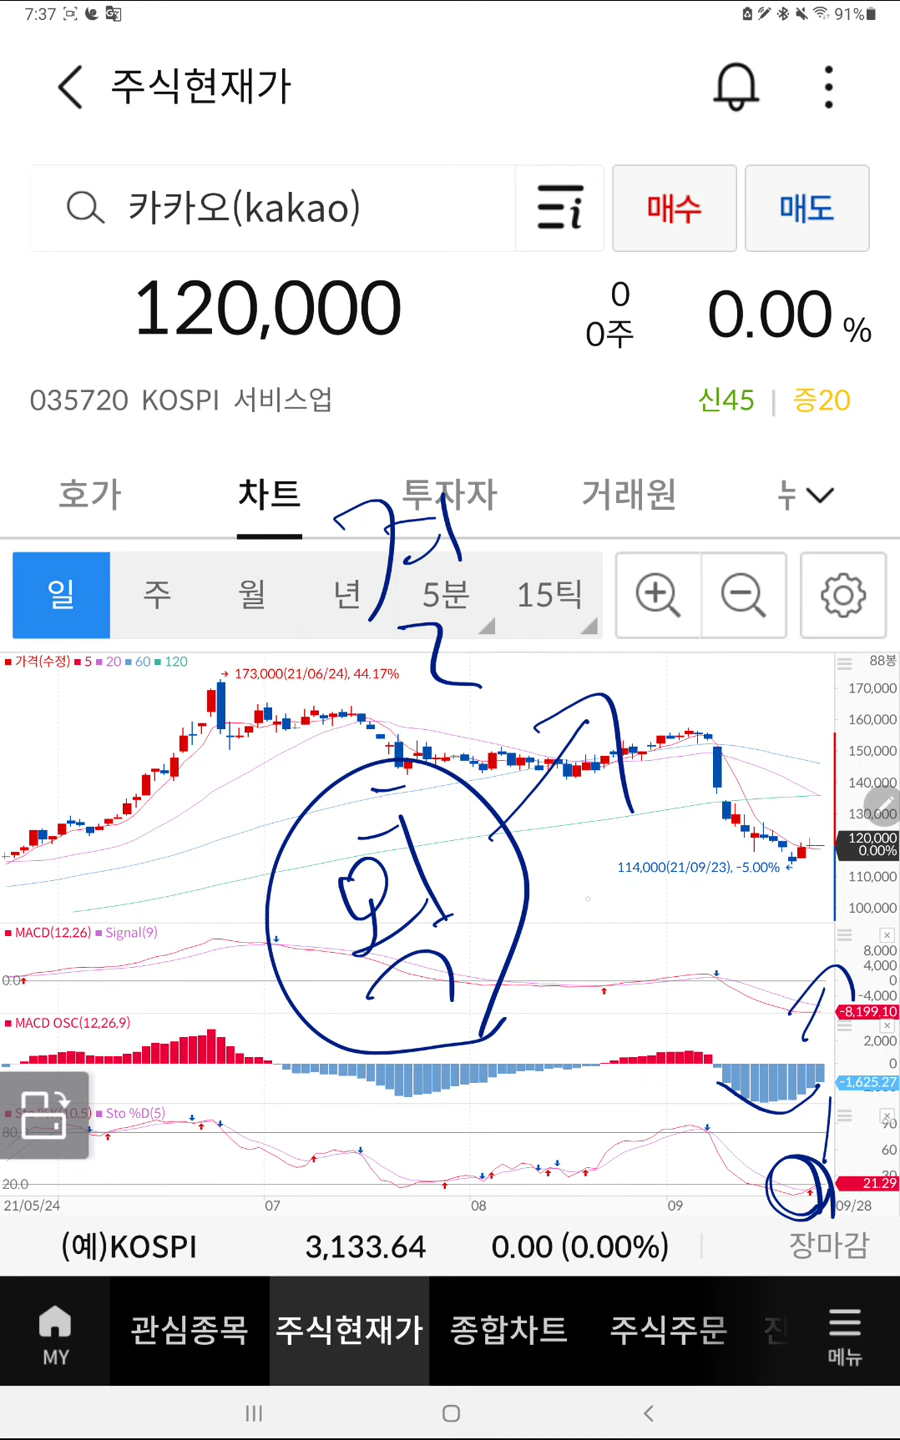 7:37 91%
주식현재가
카카오(kakao) 매수 매도
120,000 0 0주 0.00 %
035720 KOSPI 서비스업 신45 | 증20
호가 차트 투자자 거래원
일 주 월 년 5분 15틱
가격(수정) 5 20 60 120 88봉
173,000(21/06/24), 44.17%
170,000
160,000
150,000
140,000
130,000
120,000
0.00%
114,000(21/09/23), -5.00%
110,000
100,000
MACD(12,26) Signal(9)
8,000
4,000
0.0 0
-4,000
-8,199.10
MACD OSC(12,26,9)
2,000
0
-1,625.27
Sto %K(10,5) Sto %D(5)
80 90
60
20.0 21.29
21/05/24 07 08 09 09/28
(예)KOSPI 3,133.64 0.00 (0.00%) 장마감
MY 관심종목 주식현재가 종합차트 주식주문 메뉴